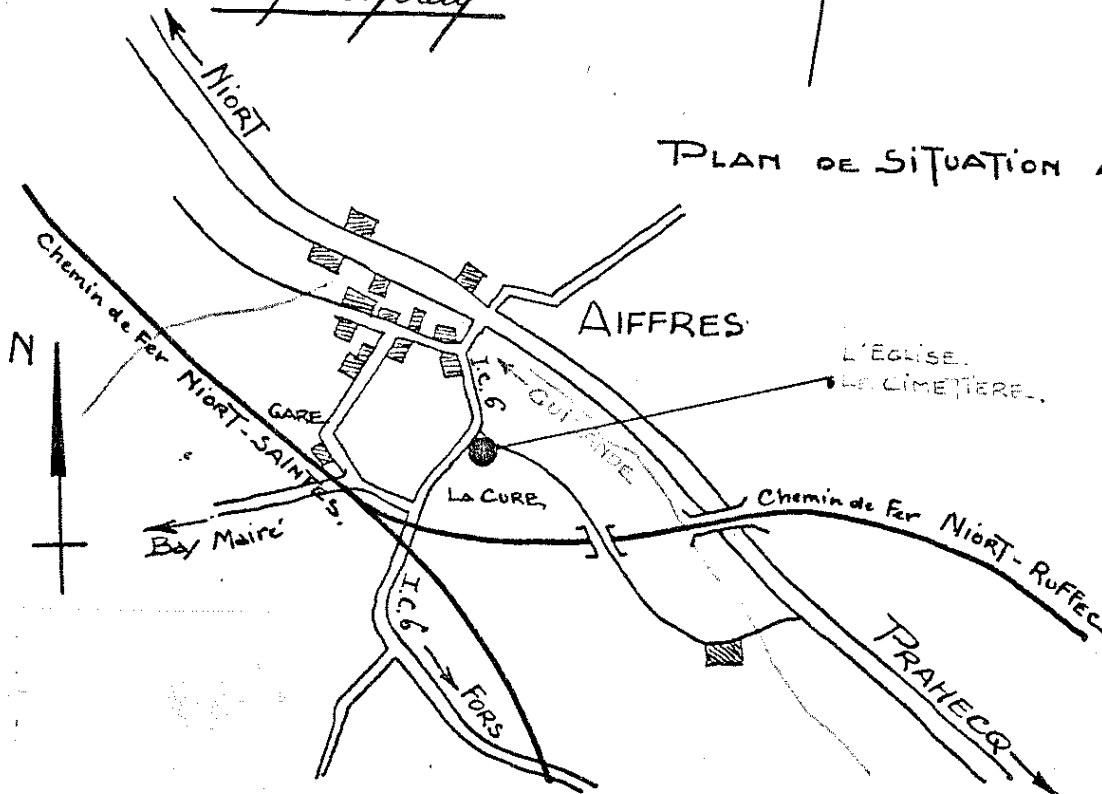 NIORT
PLAN DE SITUATION
Chemin de Fer NIORT-SAINTES.
AIFFRES
N
I.C.6
GUIRANDE
L'EGLISE.
LE CIMETIERE.
GARE
LA CURE
Chemin de Fer NIORT-RUFFEC
Mairé
I.C.6
FORS
PRAHECQ